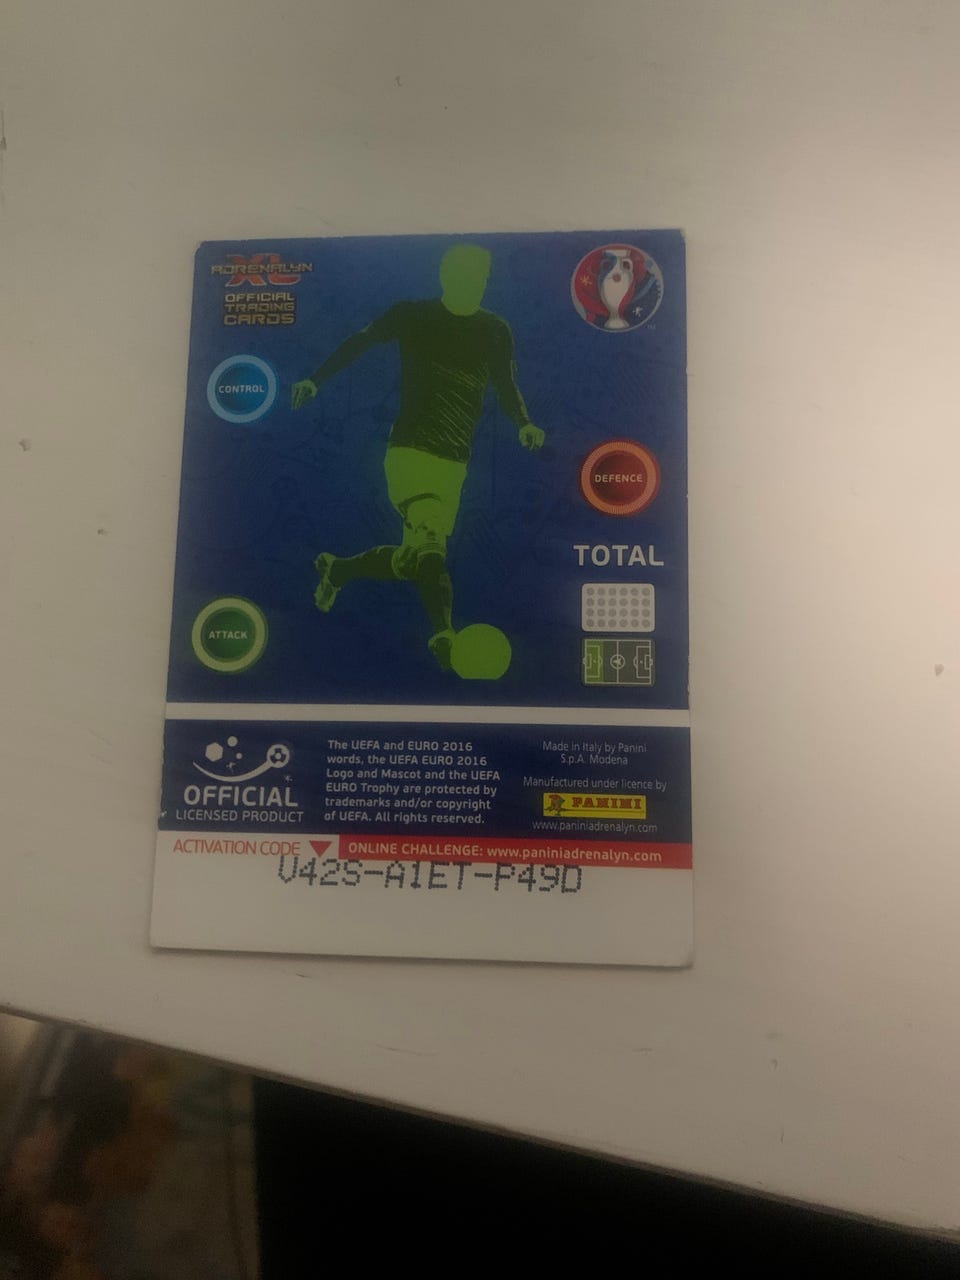 ADRENALYN
XL
OFFICIAL
TRADING
CARDS
CONTROL
DEFENCE
TOTAL
ATTACK
OFFICIAL
LICENSED PRODUCT
The UEFA and EURO 2016
words, the UEFA EURO 2016
Logo and Mascot and the UEFA
EURO Trophy are protected by
trademarks and/or copyright
of UEFA. All rights reserved.
Made in Italy by Panini
S.p.A. Modena
Manufactured under licence by
PANINI
www.paniniadrenalyn.com
ACTIVATION CODE
ONLINE CHALLENGE: www.paniniadrenalyn.com
V42S-A1ET-P49D